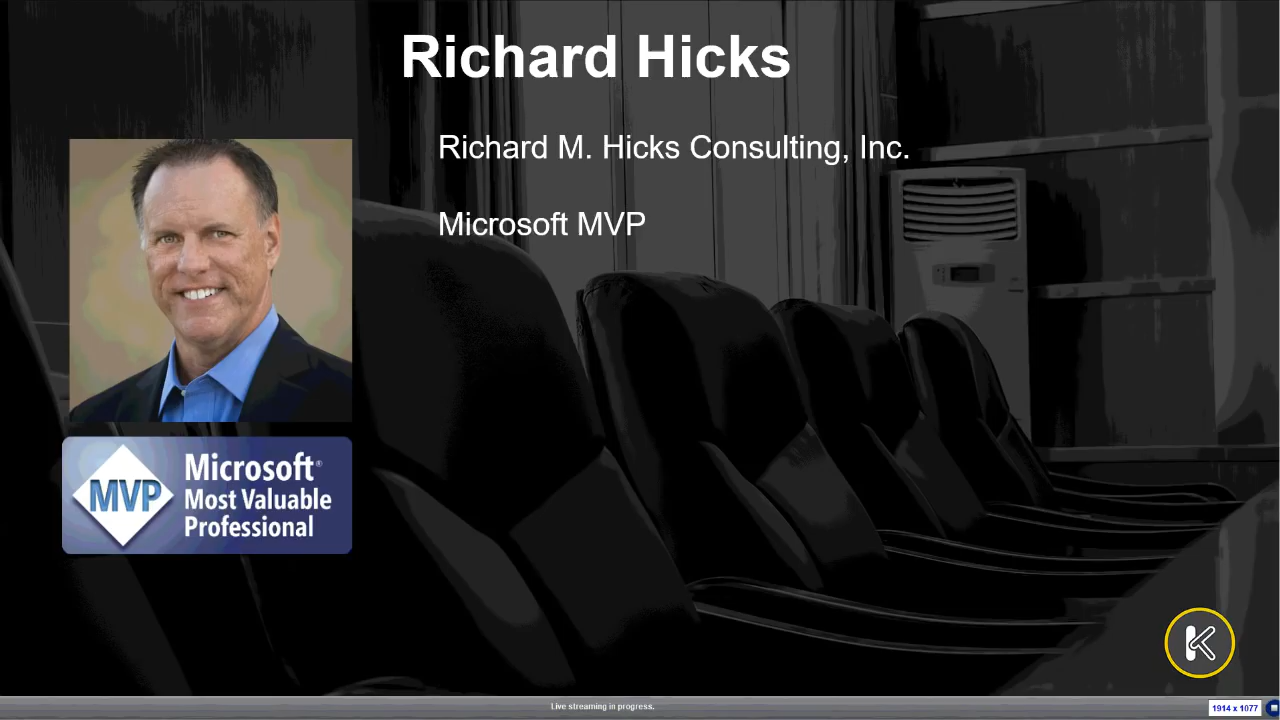 Richard Hicks
Richard M. Hicks Consulting, Inc.
Microsoft MVP
MVP
Microsoft®
Most Valuable
Professional
K
Live streaming in progress.
1914 x 1077